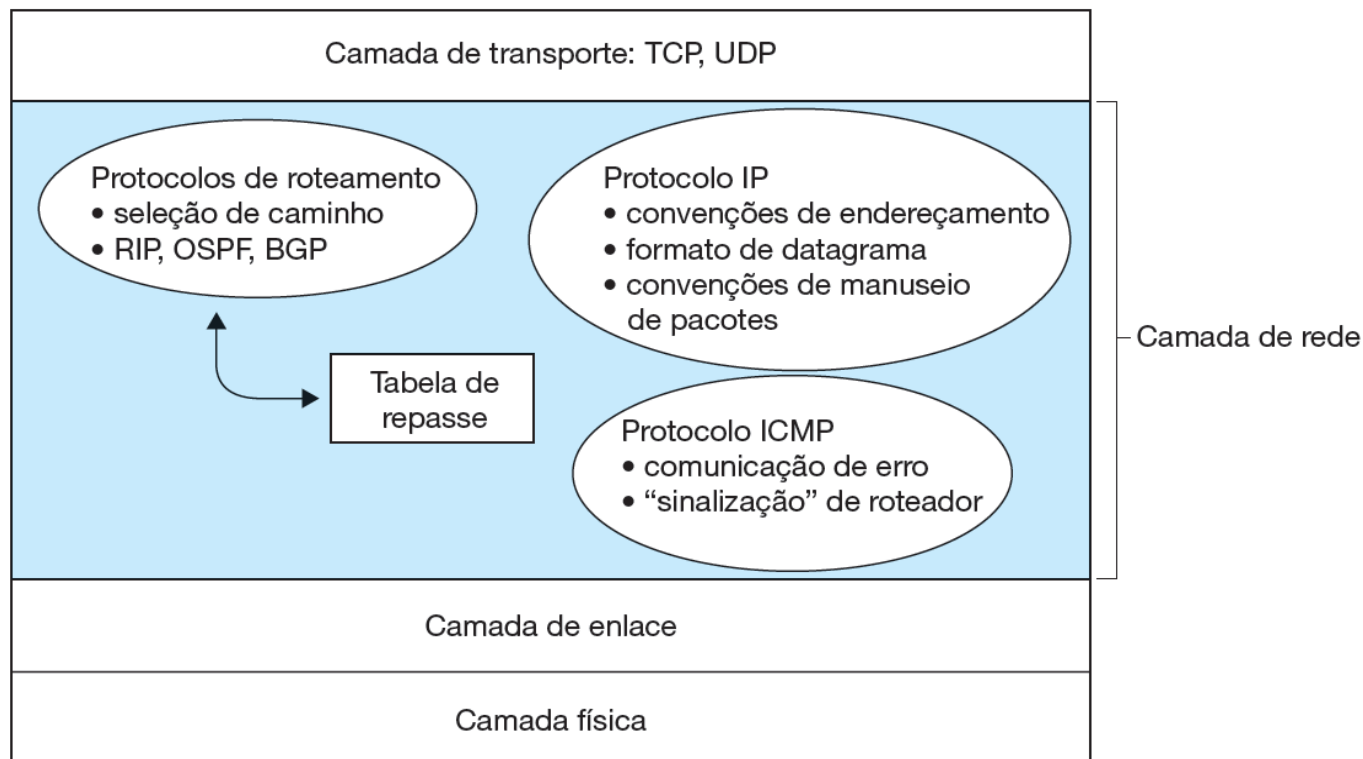 Camada de transporte: TCP, UDP
Protocolos de roteamento
• seleção de caminho
• RIP, OSPF, BGP
Protocolo IP
• convenções de endereçamento
• formato de datagrama
• convenções de manuseio
de pacotes
Camada de rede
Tabela de
repasse
Protocolo ICMP
• comunicação de erro
• “sinalização” de roteador
Camada de enlace
Camada física